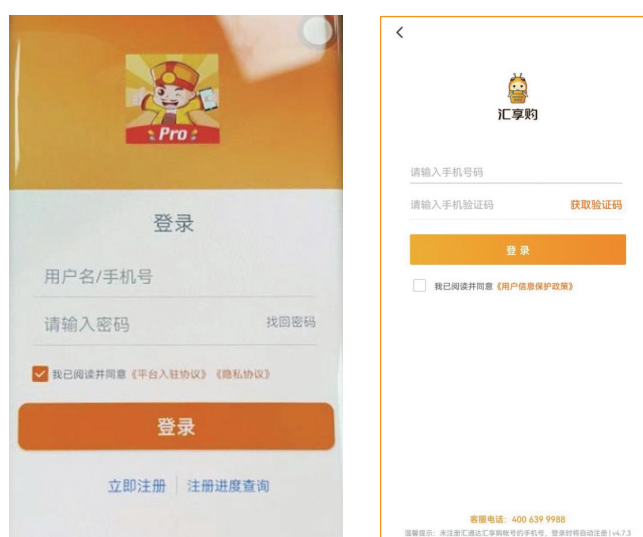 Pro
登录
用户名/手机号
请输入密码
找回密码
我已阅读并同意《平台入驻协议》《隐私协议》
登录
立即注册
注册进度查询
汇享购
请输入手机号码
请输入手机验证码
获取验证码
登 录
我已阅读并同意《用户信息保护政策》
客服电话：400 639 9988
温馨提示：未注册汇通达汇享购帐号的手机号，登录时将自动注册 | v4.7.3